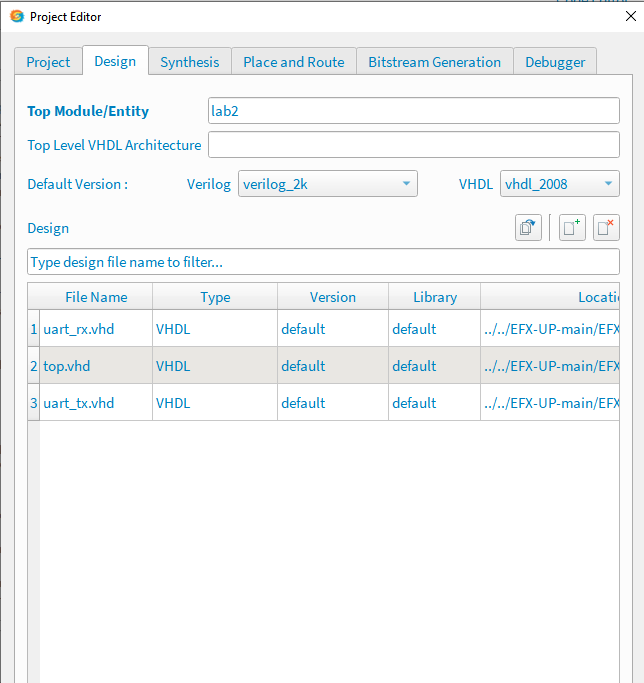 Project Editor
Project Design Synthesis Place and Route Bitstream Generation Debugger
Top Module/Entity lab2
Top Level VHDL Architecture
Default Version : Verilog verilog_2k VHDL vhdl_2008
Design
Type design file name to filter...
File Name Type Version Library Locatio
1 uart_rx.vhd VHDL default default ../../EFX-UP-main/EFX
2 top.vhd VHDL default default ../../EFX-UP-main/EFX
3 uart_tx.vhd VHDL default default ../../EFX-UP-main/EFX